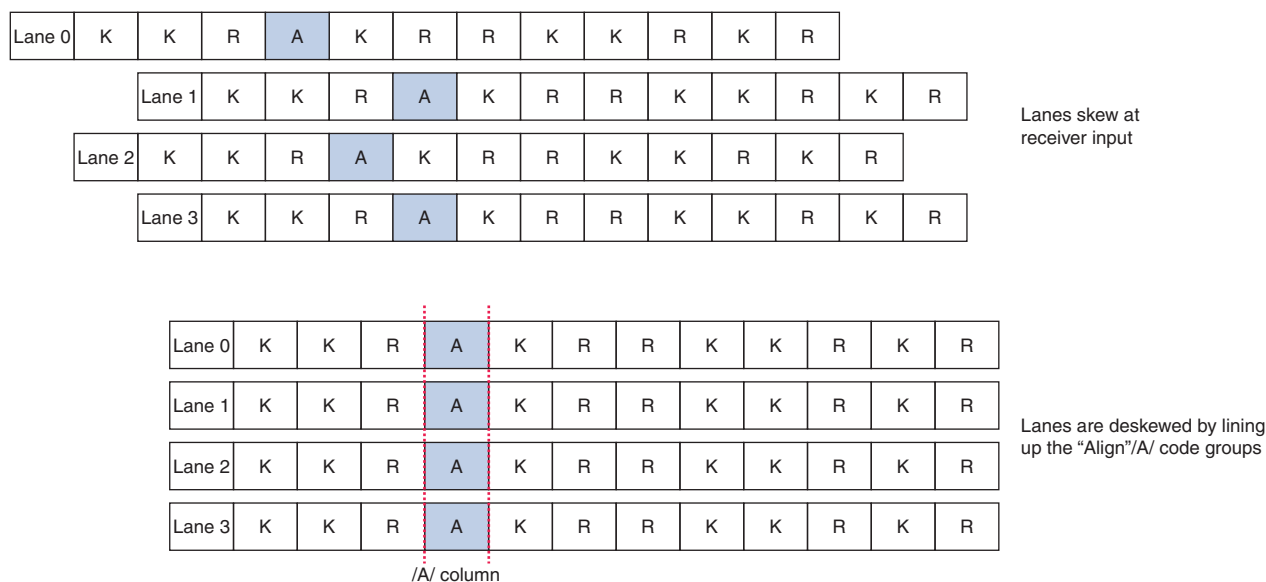 Lane 0 K K R A K R R K K R K R
Lane 1 K K R A K R R K K R K R
Lanes skew at
receiver input
Lane 2 K K R A K R R K K R K R
Lane 3 K K R A K R R K K R K R
Lane 0 K K R A K R R K K R K R
Lane 1 K K R A K R R K K R K R
Lanes are deskewed by lining
up the “Align”/A/ code groups
Lane 2 K K R A K R R K K R K R
Lane 3 K K R A K R R K K R K R
/A/ column